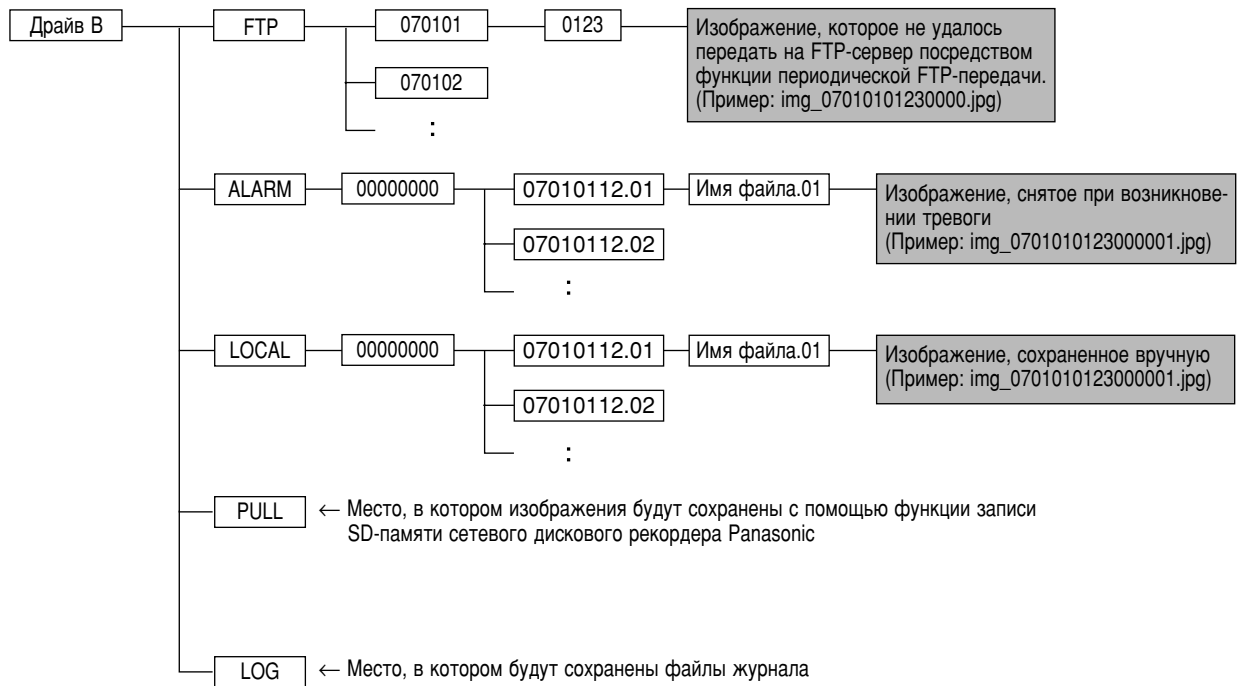 Драйв B
FTP
070101
0123
Изображение, которое не удалось
передать на FTP-сервер посредством
функции периодической FTP-передачи.
(Пример: img_07010101230000.jpg)
070102
:
ALARM
00000000
07010112.01
Имя файла.01
Изображение, снятое при возникнове-
нии тревоги
(Пример: img_0701010123000001.jpg)
07010112.02
:
LOCAL
00000000
07010112.01
Имя файла.01
Изображение, сохраненное вручную
(Пример: img_0701010123000001.jpg)
07010112.02
:
PULL
← Место, в котором изображения будут сохранены с помощью функции записи
SD-памяти сетевого дискового рекордера Panasonic
LOG
← Место, в котором будут сохранены файлы журнала